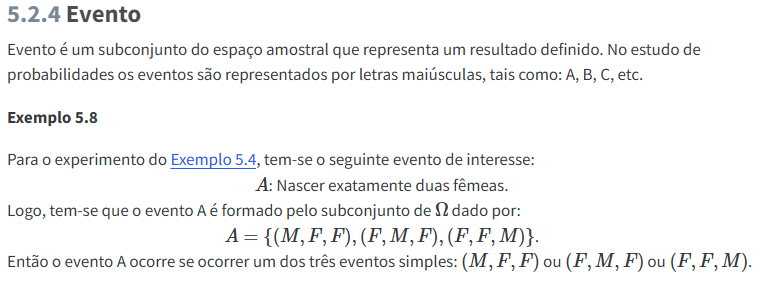 5.2.4 Evento
Evento é um subconjunto do espaço amostral que representa um resultado definido. No estudo de
probabilidades os eventos são representados por letras maiúsculas, tais como: A, B, C, etc.
Exemplo 5.8
Para o experimento do Exemplo 5.4, tem-se o seguinte evento de interesse:
A: Nascer exatamente duas fêmeas.
Logo, tem-se que o evento A é formado pelo subconjunto de Ω dado por:
A = {(M, F, F), (F, M, F), (F, F, M)}.
Então o evento A ocorre se ocorrer um dos três eventos simples: (M, F, F) ou (F, M, F) ou (F, F, M).